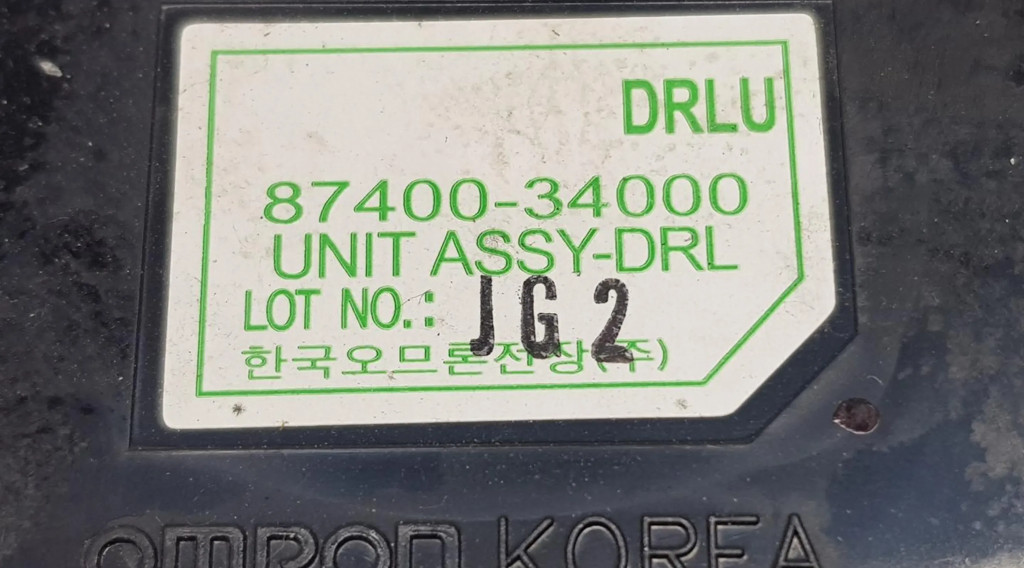 DRLU
87400-34000
UNIT ASSY-DRL
LOT NO.: JG2
한국오므론전장(주)
OMRON KOREA